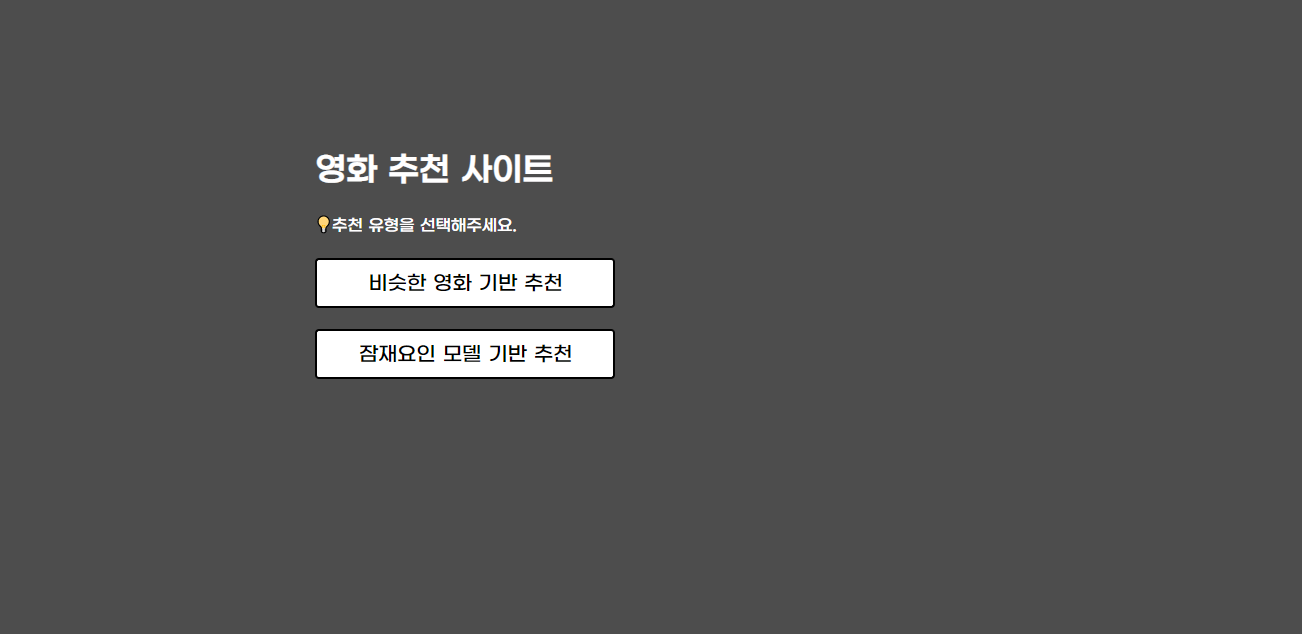 영화 추천 사이트
💡추천 유형을 선택해주세요.
비슷한 영화 기반 추천
잠재요인 모델 기반 추천